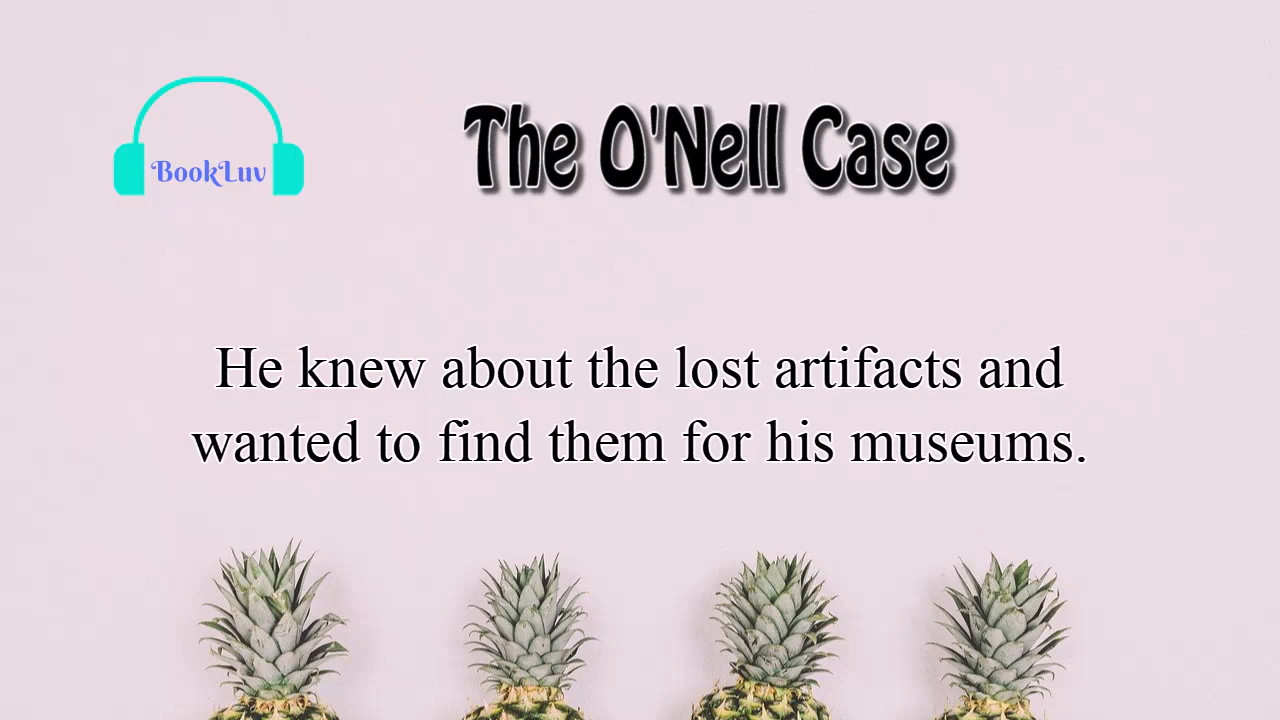 BookLuv
The O'Nell Case
He knew about the lost artifacts and
wanted to find them for his museums.